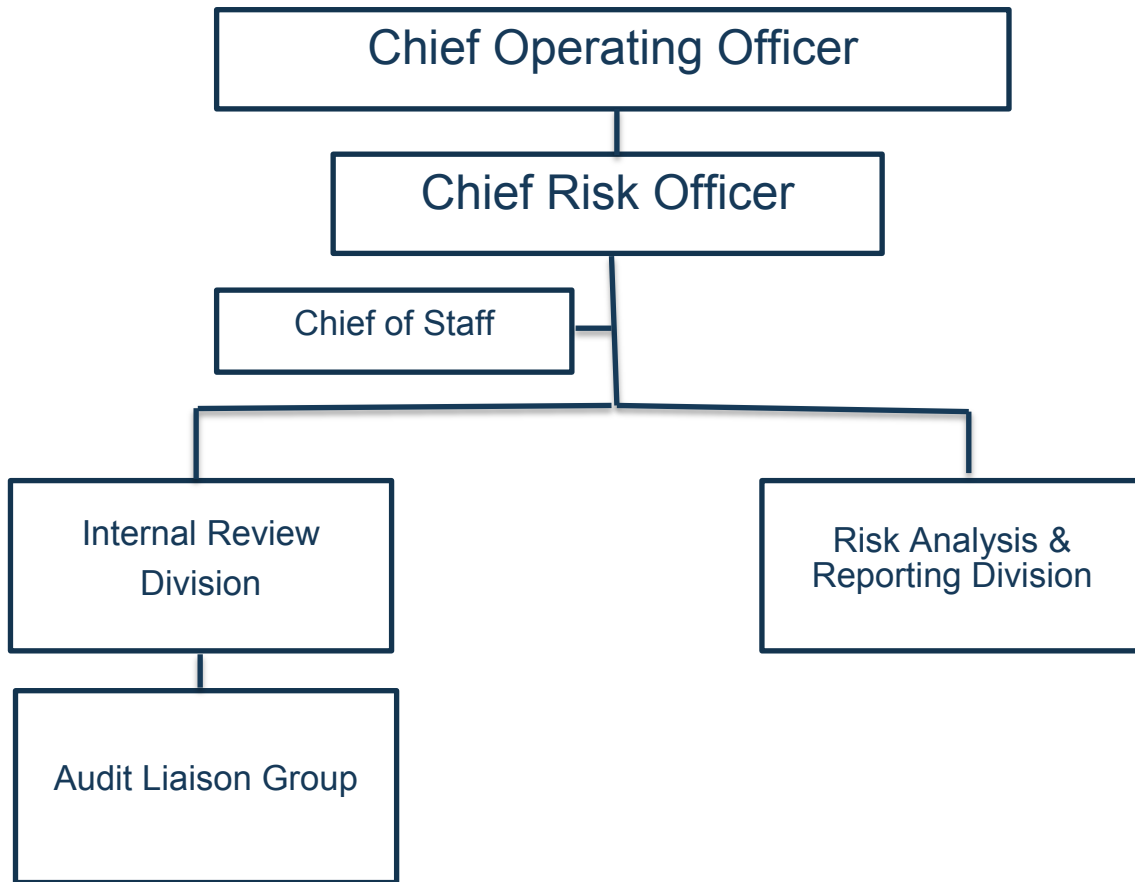 Chief Operating Officer
Chief Risk Officer
Chief of Staff
Internal Review
Division
Risk Analysis &
Reporting Division
Audit Liaison Group